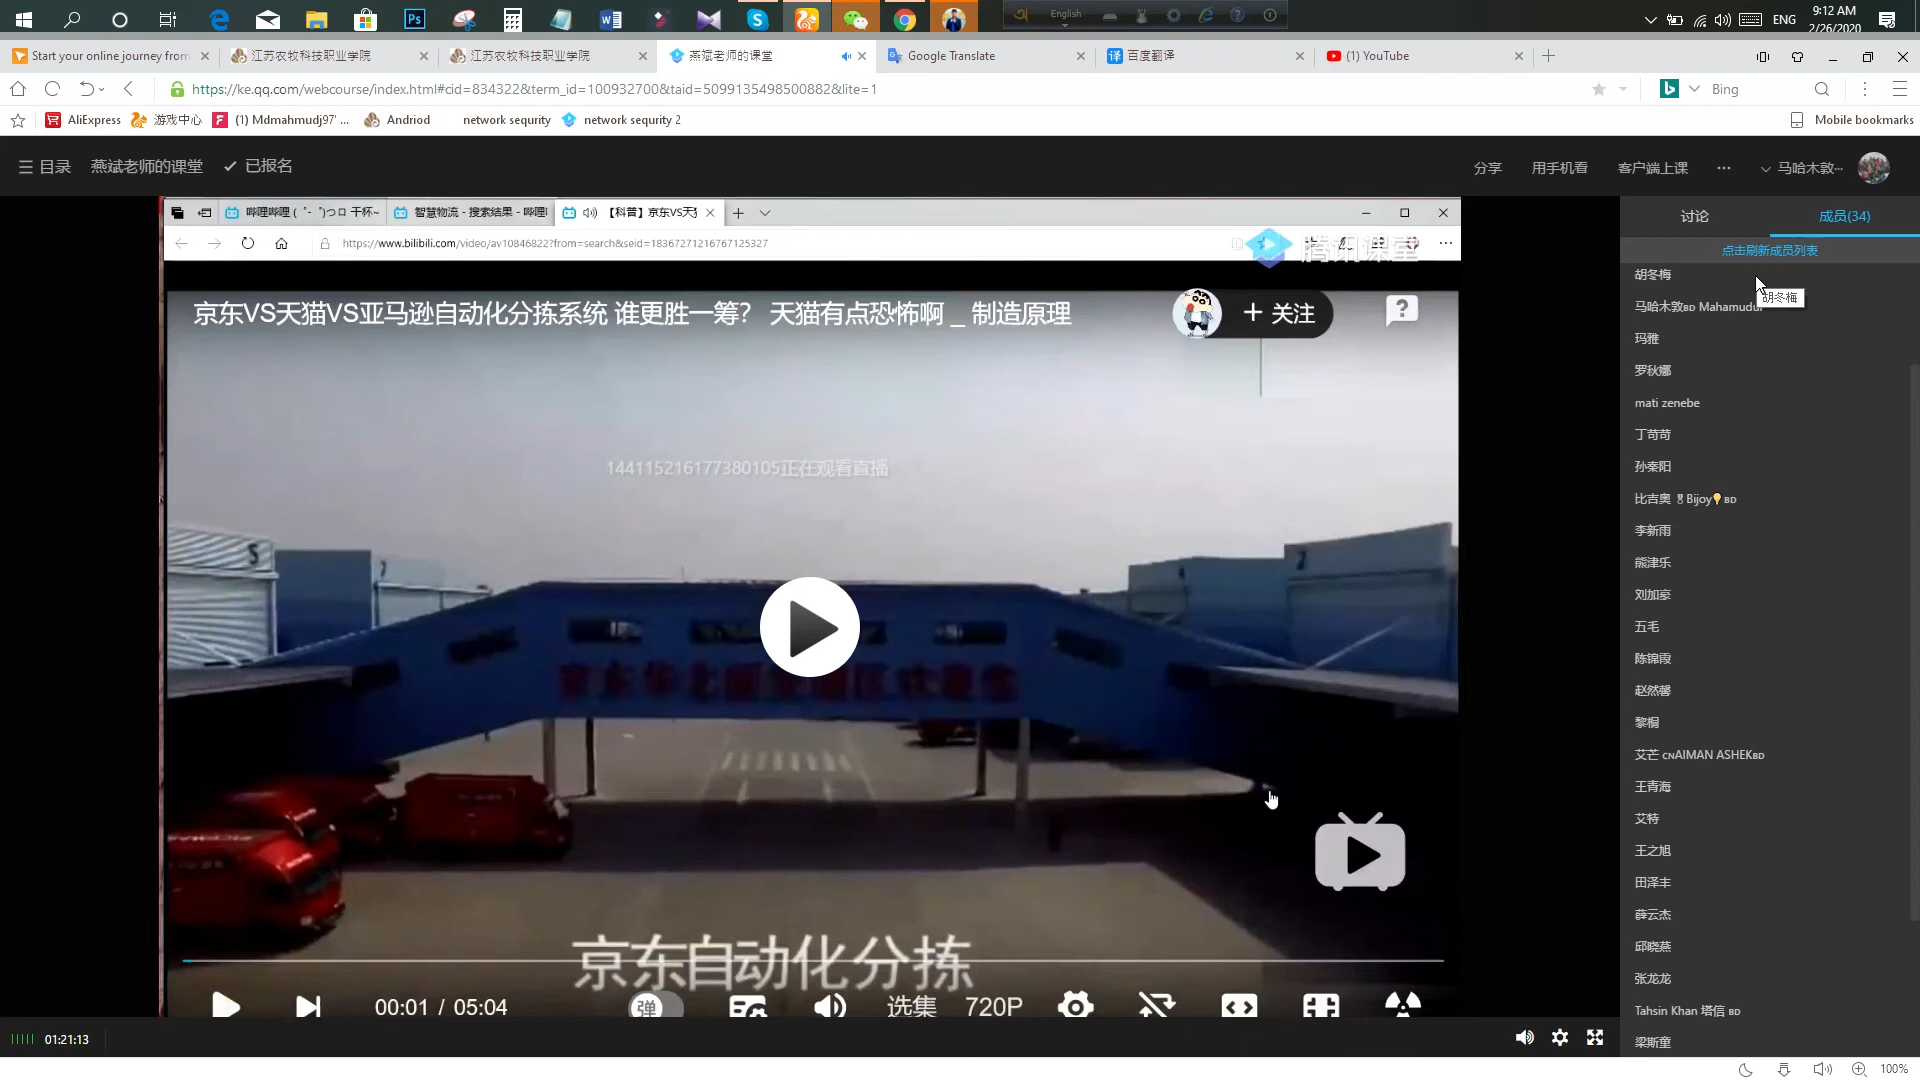 English
ENG
9:12 AM
2/26/2020
Start your online journey from
江苏农牧科技职业学院
江苏农牧科技职业学院
燕斌老师的课堂
Google Translate
百度翻译
(1) YouTube
https://ke.qq.com/webcourse/index.html#cid=834322&term_id=100932700&taid=5099135498500882&lite=1
Bing
AliExpress
游戏中心
(1) Mdmahmudj97' ...
Andriod
network sequrity
network sequrity 2
Mobile bookmarks
目录
燕斌老师的课堂
已报名
分享
用手机看
客户端上课
马哈木敦...
哔哩哔哩 ( ゜- ゜)つロ 干杯~
智慧物流 - 搜索结果 - 哔哩
【科普】京东VS天
https://www.bilibili.com/video/av10846822?from=search&seid=18367271216767125327
腾讯课堂
京东VS天猫VS亚马逊自动化分拣系统 谁更胜一筹? 天猫有点恐怖啊 _ 制造原理
+ 关注
144115216177380105正在观看直播
京东自动化分拣
00:01 / 05:04
弹
选集
720P
01:21:13
讨论
成员(34)
点击刷新成员列表
胡冬梅
胡冬梅
马哈木敦BD Mahamudul
玛雅
罗秋娜
mati zenebe
丁苛苛
孙秦阳
比吉奥 Bijoy BD
李新雨
熊津乐
刘加豪
五毛
陈锦霞
赵然馨
黎桐
艾芒 CNAIMAN ASHEKBD
王青海
艾特
王之旭
田泽丰
薛云杰
邱晓燕
张龙龙
Tahsin Khan 塔信 BD
梁斯童
100%